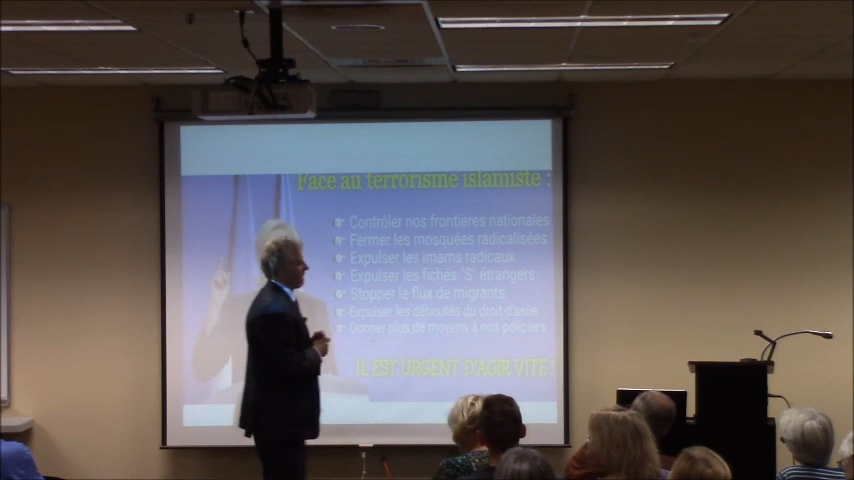 Face au terrorisme islamiste :
☛ Contrôler nos frontières nationales
☛ Fermer les mosquées radicalisées
☛ Expulser les imams radicaux
☛ Expulser les fichés "S" étrangers
☛ Stopper le flux de migrants
☛ Expulser les déboutés du droit d'asile
☛ Donner plus de moyens à nos policiers
IL EST URGENT D'AGIR VITE !